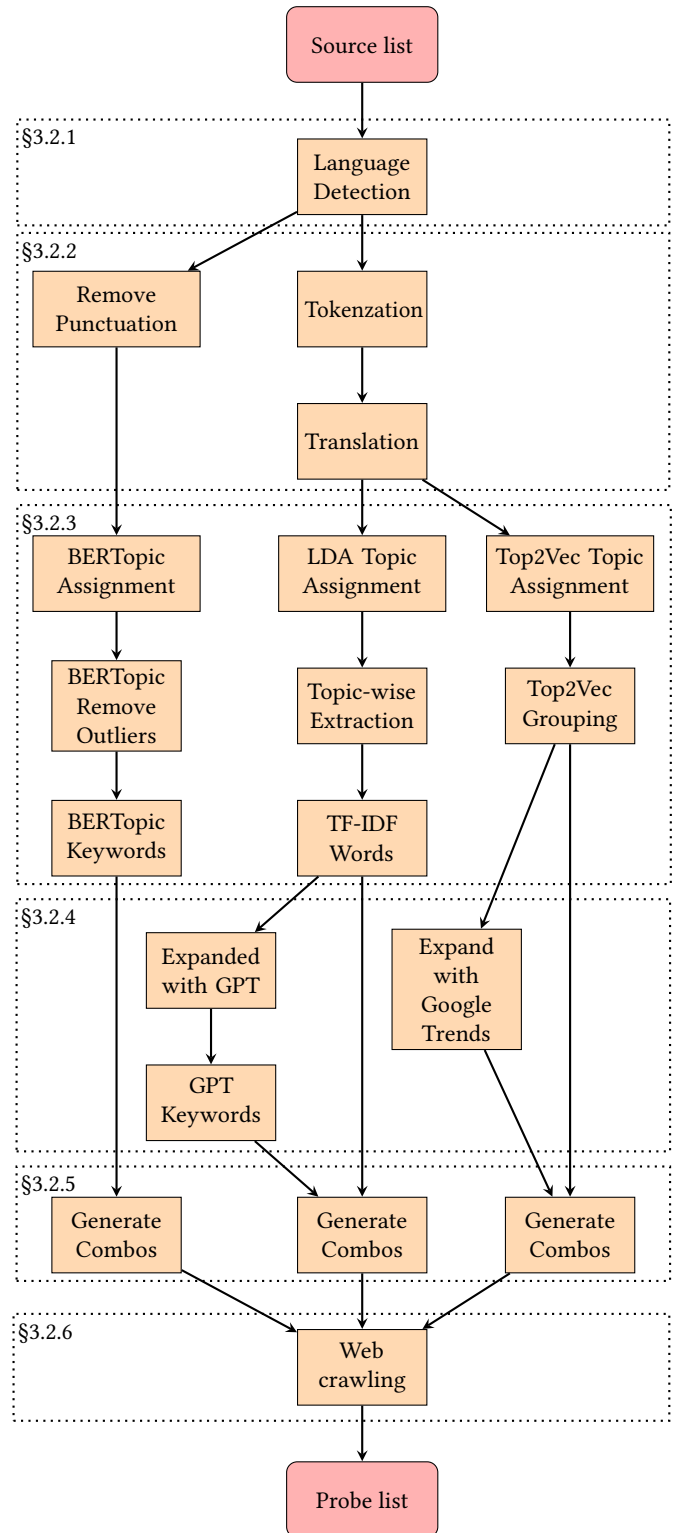 Source list
§3.2.1
Language
Detection
§3.2.2
Remove
Punctuation
Tokenzation
Translation
§3.2.3
BERTopic
Assignment
LDA Topic
Assignment
Top2Vec Topic
Assignment
BERTopic
Remove
Outliers
Topic-wise
Extraction
Top2Vec
Grouping
BERTopic
Keywords
TF-IDF
Words
§3.2.4
Expanded
with GPT
Expand
with
Google
Trends
GPT
Keywords
§3.2.5
Generate
Combos
Generate
Combos
Generate
Combos
§3.2.6
Web
crawling
Probe list